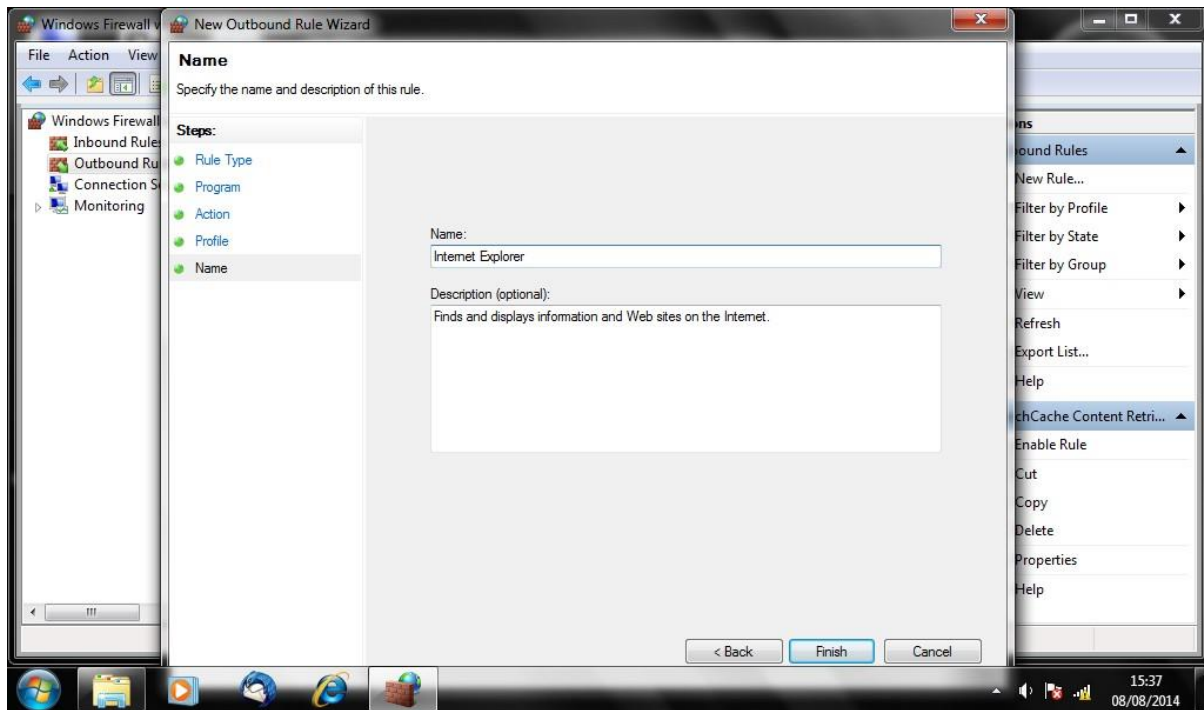 Windows Firewall w
New Outbound Rule Wizard
File Action View
Name
Specify the name and description of this rule.
Windows Firewall
Inbound Rules
Outbound Ru
Connection S
Monitoring
Steps:
Rule Type
Program
Action
Profile
Name
Name:
Internet Explorer
Description (optional):
Finds and displays information and Web sites on the Internet.
< Back Finish Cancel
ons
ound Rules
New Rule...
Filter by Profile
Filter by State
Filter by Group
View
Refresh
Export List...
Help
chCache Content Retri...
Enable Rule
Cut
Copy
Delete
Properties
Help
15:37
08/08/2014